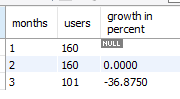 months users growth in
percent
1 160 NULL
2 160 0.0000
3 101 -36.8750